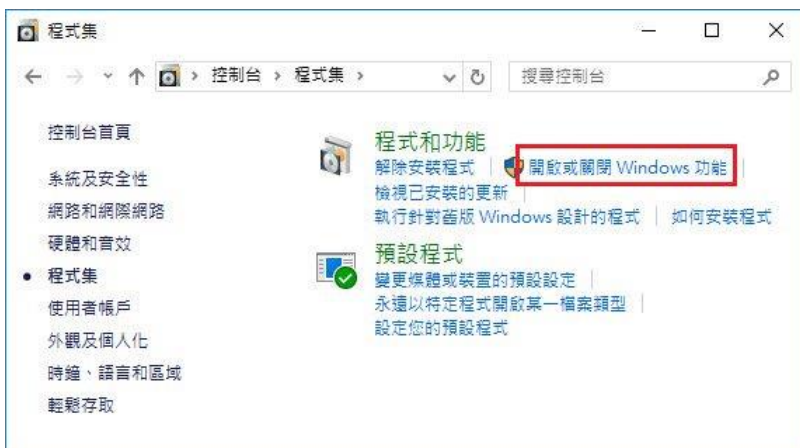 程式集
控制台 › 程式集 ›
搜尋控制台
控制台首頁
系統及安全性
網路和網際網路
硬體和音效
程式集
使用者帳戶
外觀及個人化
時鐘、語言和區域
輕鬆存取
程式和功能
解除安裝程式 | 開啟或關閉 Windows 功能 |
檢視已安裝的更新 |
執行針對舊版 Windows 設計的程式 | 如何安裝程式
預設程式
變更媒體或裝置的預設設定 |
永遠以特定程式開啟某一檔案類型 |
設定您的預設程式